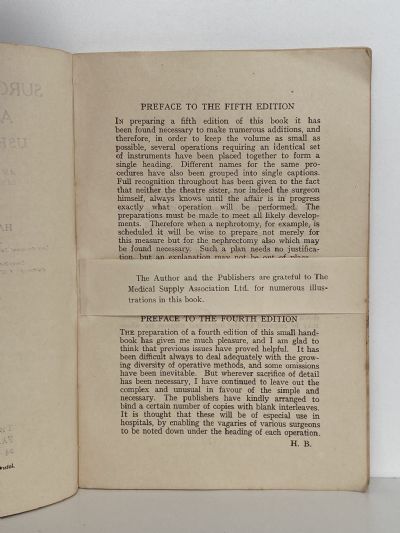 PREFACE TO THE FIFTH EDITION
IN preparing a fifth edition of this book it has
been found necessary to make numerous additions, and
therefore, in order to keep the volume as small as
possible, several operations requiring an identical set
of instruments have been placed together to form a
single heading. Different names for the same pro-
cedures have also been grouped into single captions.
Full recognition throughout has been given to the fact
that neither the theatre sister, nor indeed the surgeon
himself, always knows until the affair is in progress
exactly what operation will be performed. The
preparations must be made to meet all likely develop-
ments. Therefore when a nephrotomy, for example, is
scheduled it will be wise to prepare not merely for
this measure but for the nephrectomy also which may
be found necessary. Such a plan needs no justifica-
tion, but an explanation may not be out of place.
The Author and the Publishers are grateful to The
Medical Supply Association Ltd. for numerous illus-
trations in this book.
PREFACE TO THE FOURTH EDITION
THE preparation of a fourth edition of this small hand-
book has given me much pleasure, and I am glad to
think that previous issues have proved helpful. It has
been difficult always to deal adequately with the grow-
ing diversity of operative methods, and some omissions
have been inevitable. But wherever sacrifice of detail
has been necessary, I have continued to leave out the
complex and unusual in favour of the simple and
necessary. The publishers have kindly arranged to
bind a certain number of copies with blank interleaves.
It is thought that these will be of especial use in
hospitals, by enabling the vagaries of various surgeons
to be noted down under the heading of each operation.
H. B.